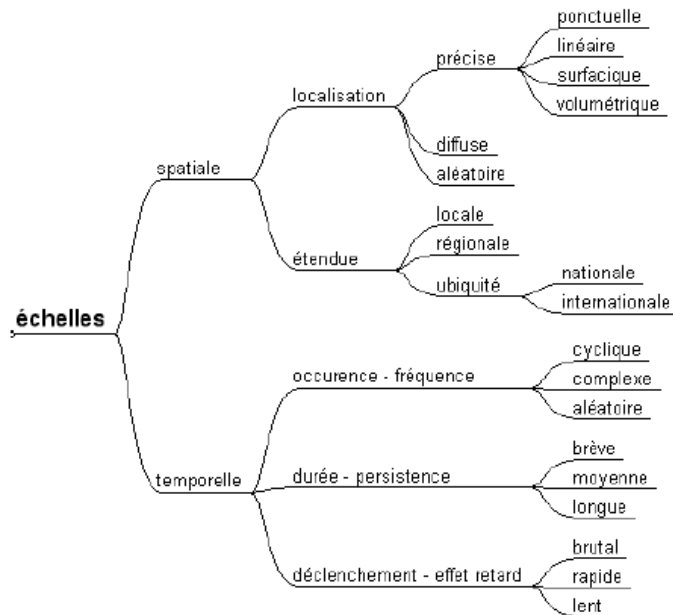 ponctuelle
linéaire
précise
surfacique
localisation
volumétrique
diffuse
spatiale
aléatoire
locale
régionale
étendue
ubiquité
nationale
internationale
échelles
cyclique
occurence - fréquence
complexe
aléatoire
brève
temporelle
durée - persistence
moyenne
longue
brutal
déclenchement - effet retard
rapide
lent